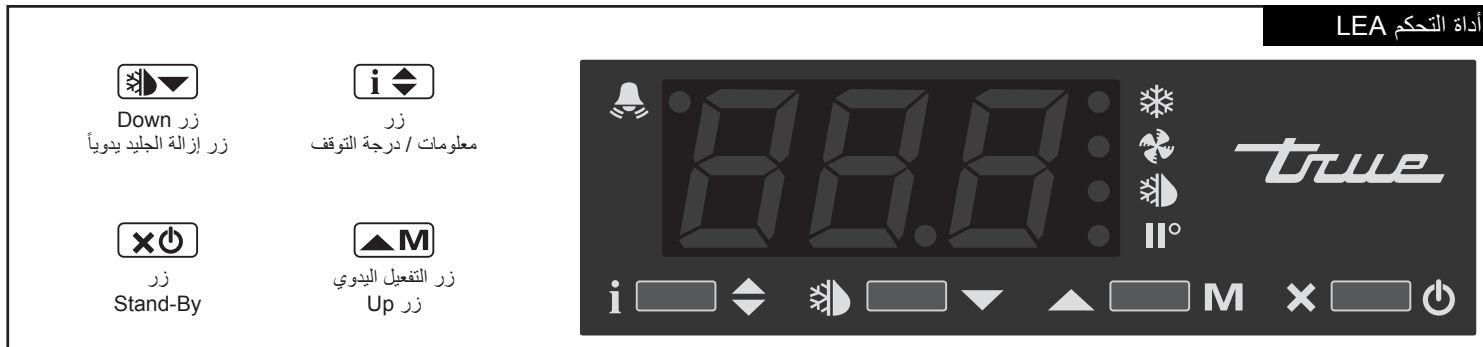 أداة التحكم LEA
زر
معلومات / درجة التوقف
زر Down
زر إزالة الجليد يدوياً
زر التفعيل اليدوي
زر Up
زر
Stand-By
i
M
i
M
true